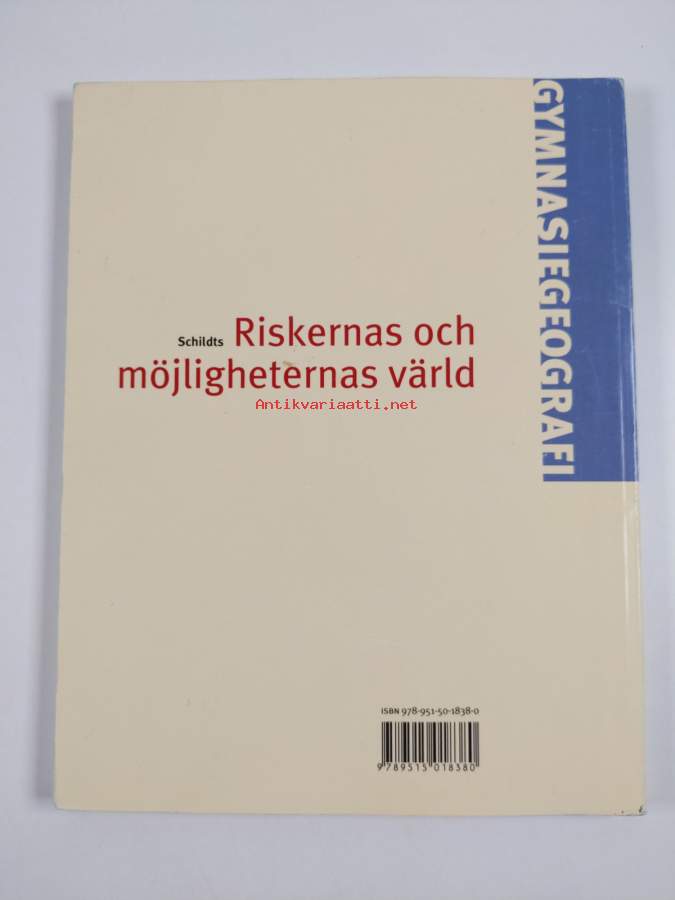 GYMNASIEGEOGRAFI
Schildts Riskernas och
möjligheternas värld
Antikvariaatti.net
ISBN 978-951-50-1838-0
9 789515 018380